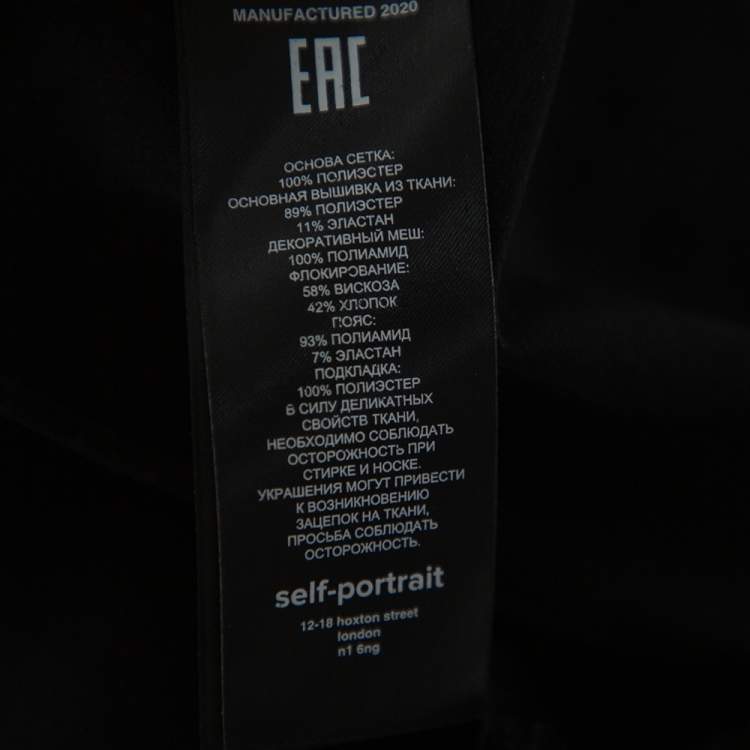 MANUFACTURED 2020
EAC
ОСНОВА СЕТКА:
100% ПОЛИЭСТЕР
ОСНОВНАЯ ВЫШИВКА ИЗ ТКАНИ:
89% ПОЛИЭСТЕР
11% ЭЛАСТАН
ДЕКОРАТИВНЫЙ МЕШ:
100% ПОЛИАМИД
ФЛОКИРОВАНИЕ:
58% ВИСКОЗА
42% ХЛОПОК
ПОЯС:
93% ПОЛИАМИД
7% ЭЛАСТАН
ПОДКЛАДКА:
100% ПОЛИЭСТЕР
В СИЛУ ДЕЛИКАТНЫХ
СВОЙСТВ ТКАНИ,
НЕОБХОДИМО СОБЛЮДАТЬ
ОСТОРОЖНОСТЬ ПРИ
СТИРКЕ И НОСКЕ.
УКРАШЕНИЯ МОГУТ ПРИВЕСТИ
К ВОЗНИКНОВЕНИЮ
ЗАЦЕПОК НА ТКАНИ,
ПРОСЬБА СОБЛЮДАТЬ
ОСТОРОЖНОСТЬ.
self-portrait
12-18 hoxton street
london
n1 6ng